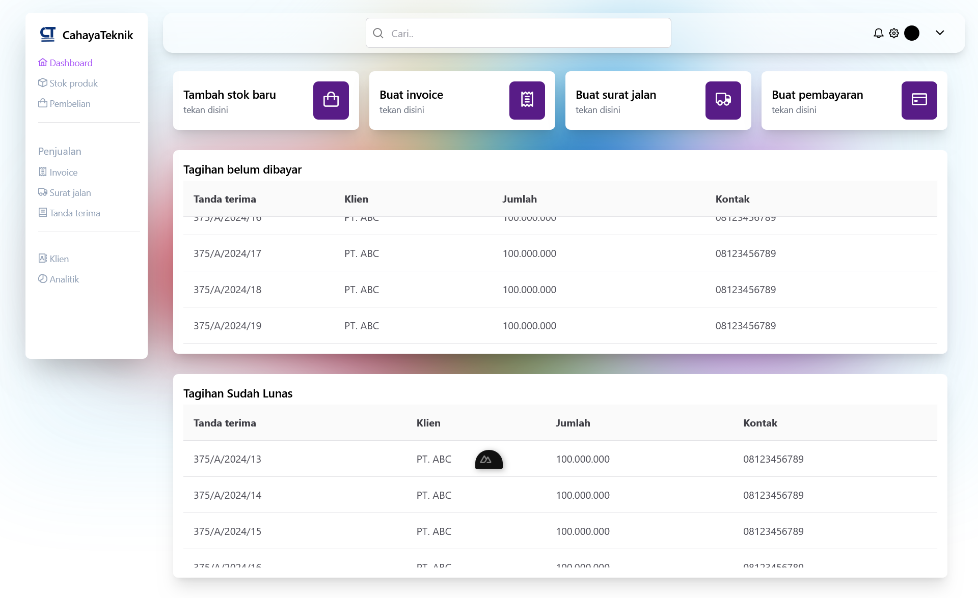 CT CahayaTeknik
Dashboard
Stok produk
Pembelian
Penjualan
Invoice
Surat jalan
Tanda terima
Klien
Analitik
Cari..
Tambah stok baru
tekan disini
Buat invoice
tekan disini
Buat surat jalan
tekan disini
Buat pembayaran
tekan disini
Tagihan belum dibayar
Tanda terima Klien Jumlah Kontak
375/A/2024/16 PT. ABC 100.000.000 08123456789
375/A/2024/17 PT. ABC 100.000.000 08123456789
375/A/2024/18 PT. ABC 100.000.000 08123456789
375/A/2024/19 PT. ABC 100.000.000 08123456789
Tagihan Sudah Lunas
Tanda terima Klien Jumlah Kontak
375/A/2024/13 PT. ABC 100.000.000 08123456789
375/A/2024/14 PT. ABC 100.000.000 08123456789
375/A/2024/15 PT. ABC 100.000.000 08123456789
375/A/2024/16 PT. ABC 100.000.000 08123456789